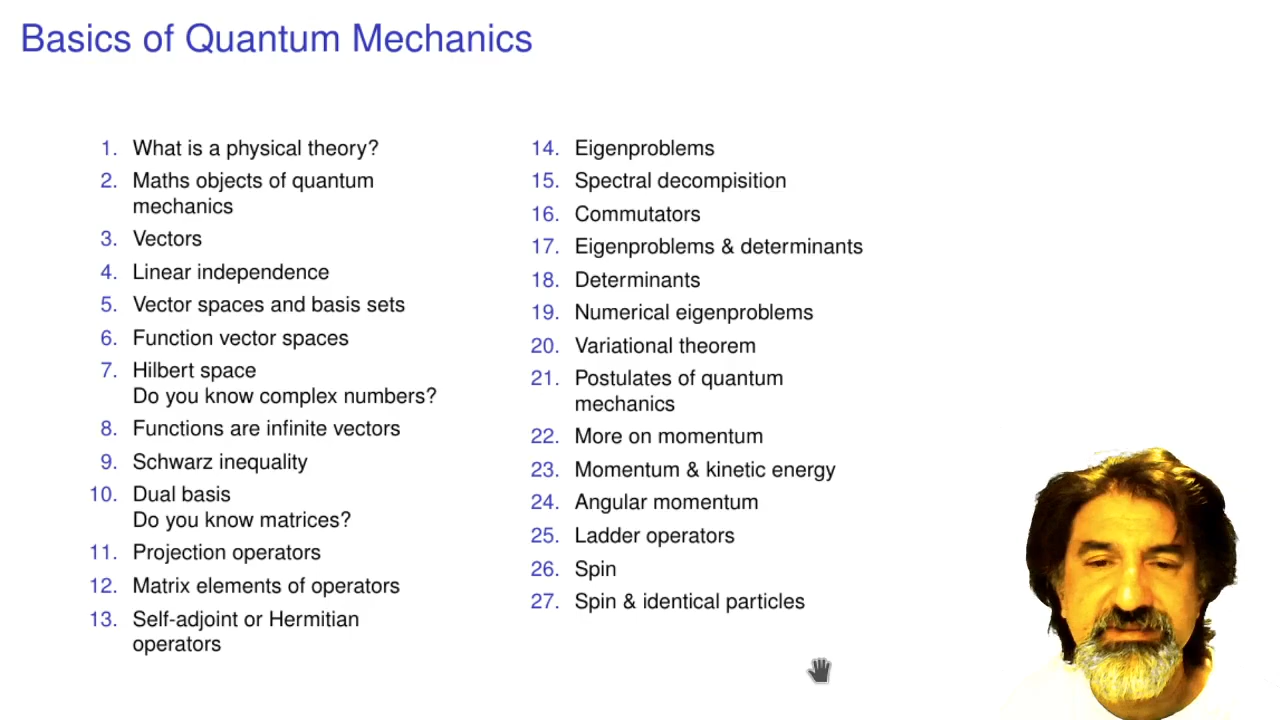 Basics of Quantum Mechanics
1. What is a physical theory?
2. Maths objects of quantum
mechanics
3. Vectors
4. Linear independence
5. Vector spaces and basis sets
6. Function vector spaces
7. Hilbert space
Do you know complex numbers?
8. Functions are infinite vectors
9. Schwarz inequality
10. Dual basis
Do you know matrices?
11. Projection operators
12. Matrix elements of operators
13. Self-adjoint or Hermitian
operators
14. Eigenproblems
15. Spectral decompisition
16. Commutators
17. Eigenproblems & determinants
18. Determinants
19. Numerical eigenproblems
20. Variational theorem
21. Postulates of quantum
mechanics
22. More on momentum
23. Momentum & kinetic energy
24. Angular momentum
25. Ladder operators
26. Spin
27. Spin & identical particles